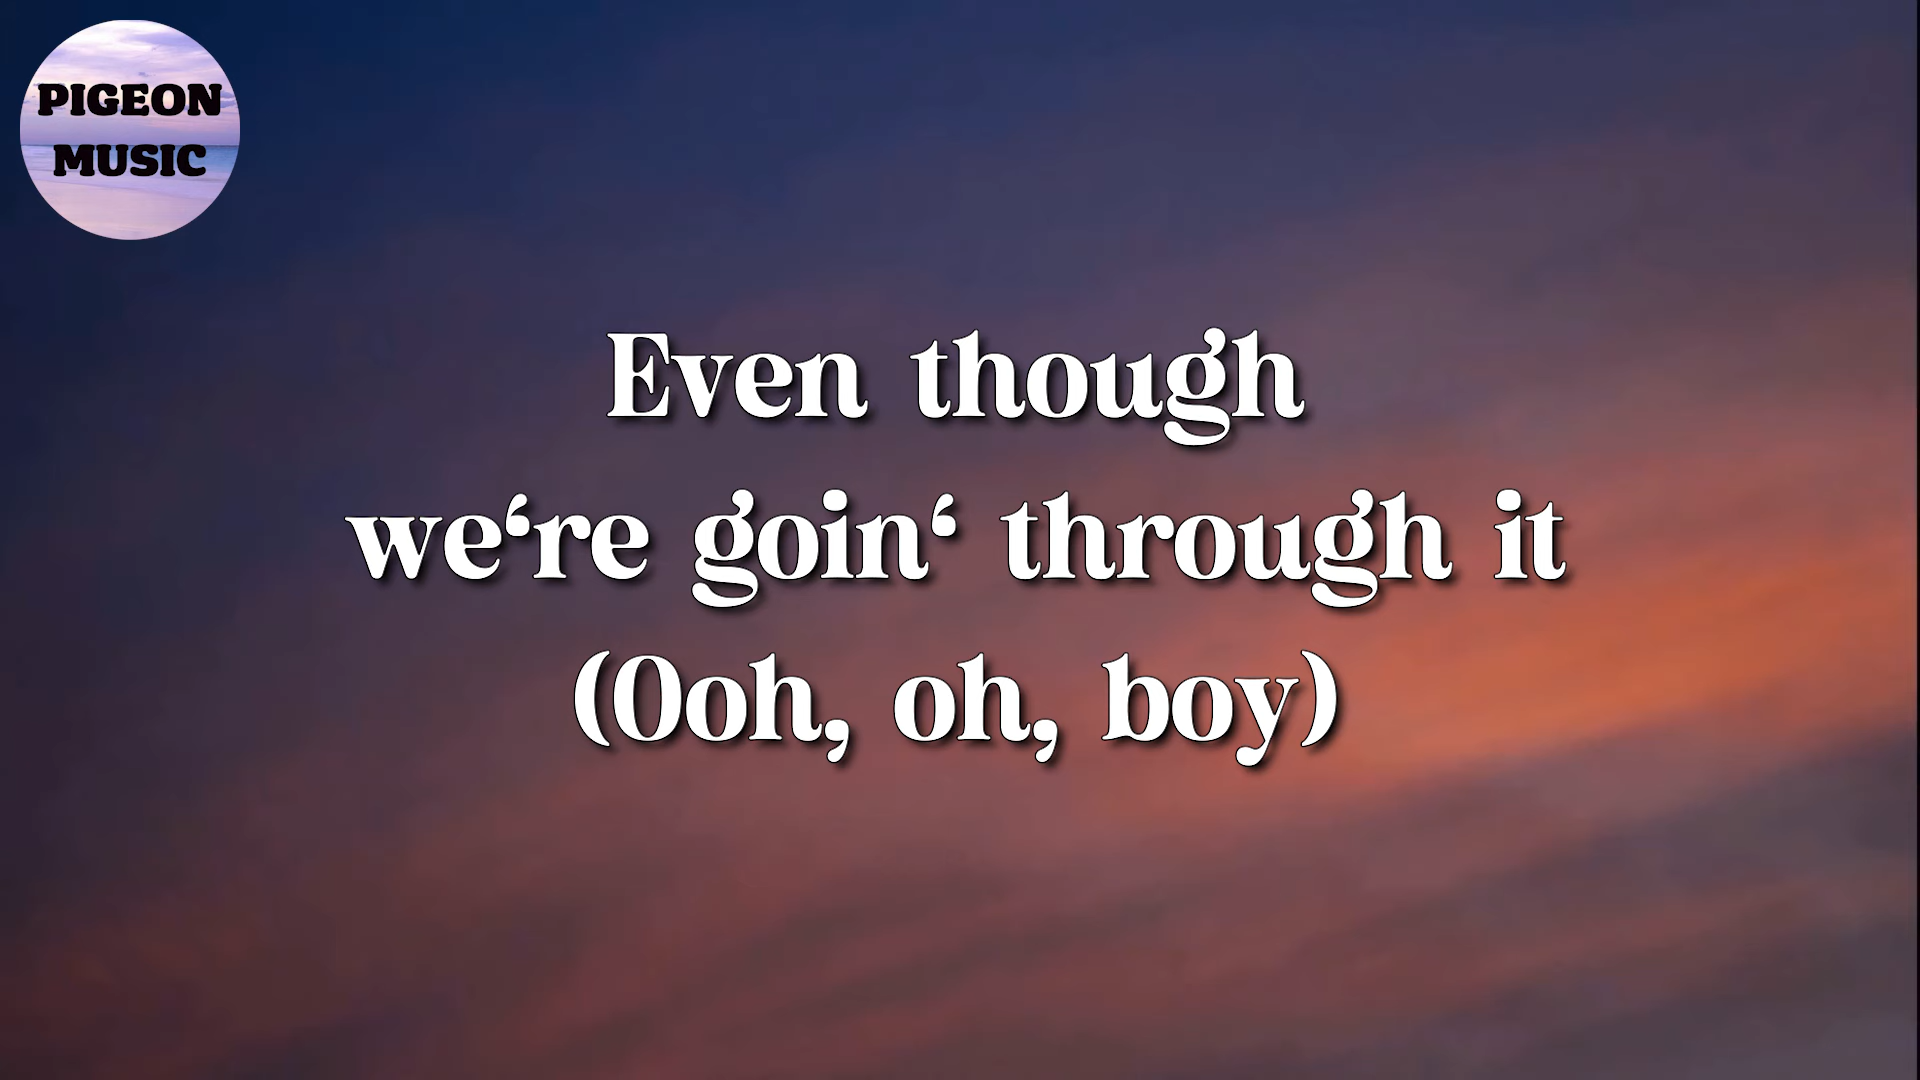 PIGEON
MUSIC
Even though
we‘re goin‘ through it
(Ooh, oh, boy)